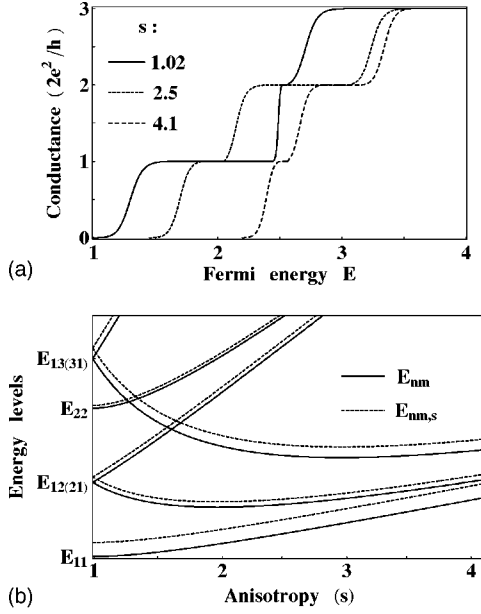 Conductance (2e²/h)
3
2
1
0
s :
1.02
2.5
4.1
1
2
3
4
Fermi energy E
(a)
Energy levels
E₁₃₍₃₁₎
E₂₂
E₁₂₍₂₁₎
E₁₁
Eₙₘ
Eₙₘ,ₛ
1
2
3
4
Anisotropy (s)
(b)